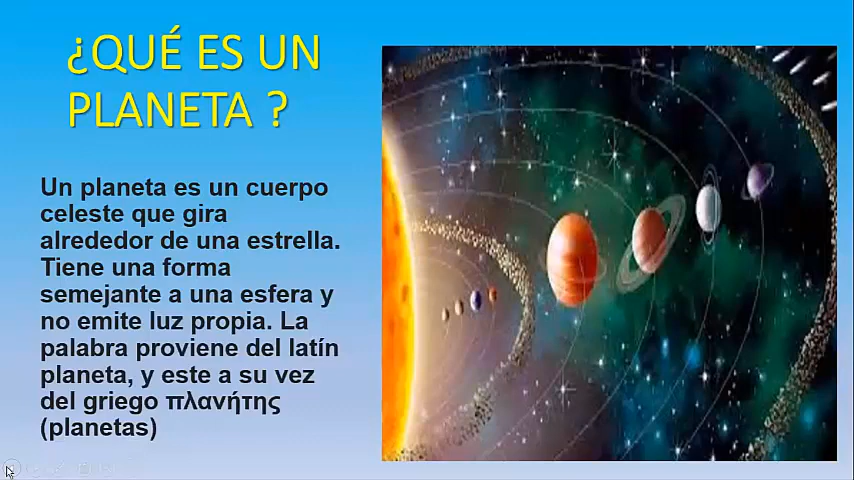 ¿QUÉ ES UN
PLANETA ?
Un planeta es un cuerpo
celeste que gira
alrededor de una estrella.
Tiene una forma
semejante a una esfera y
no emite luz propia. La
palabra proviene del latín
planeta, y este a su vez
del griego πλανήτης
(planetas)